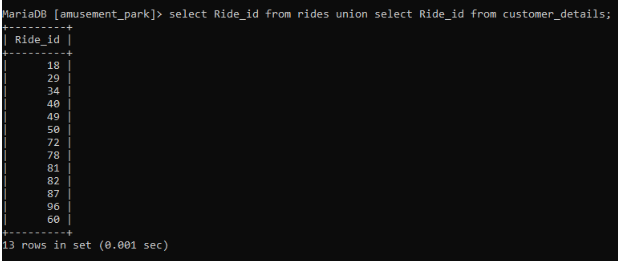 MariaDB [amusement_park]> select Ride_id from rides union select Ride_id from customer_details;
+---------+
| Ride_id |
+---------+
|      18 |
|      29 |
|      34 |
|      40 |
|      49 |
|      50 |
|      72 |
|      78 |
|      81 |
|      82 |
|      87 |
|      96 |
|      60 |
+---------+
13 rows in set (0.001 sec)